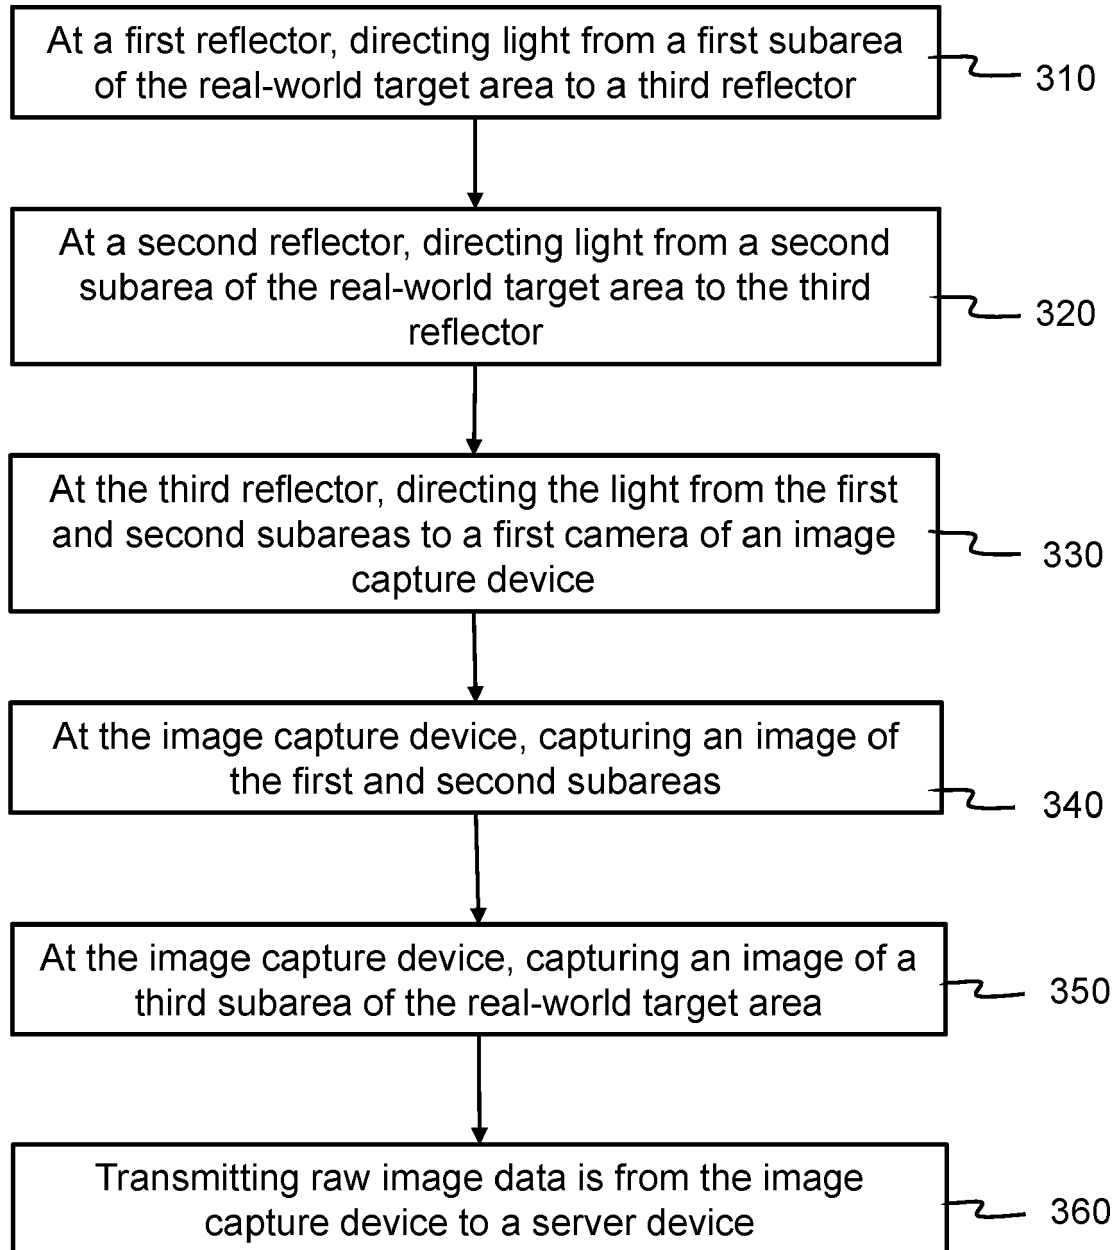 At a first reflector, directing light from a first subarea
of the real-world target area to a third reflector
310
At a second reflector, directing light from a second
subarea of the real-world target area to the third
reflector
320
At the third reflector, directing the light from the first
and second subareas to a first camera of an image
capture device
330
At the image capture device, capturing an image of
the first and second subareas
340
At the image capture device, capturing an image of a
third subarea of the real-world target area
350
Transmitting raw image data is from the image
capture device to a server device
360